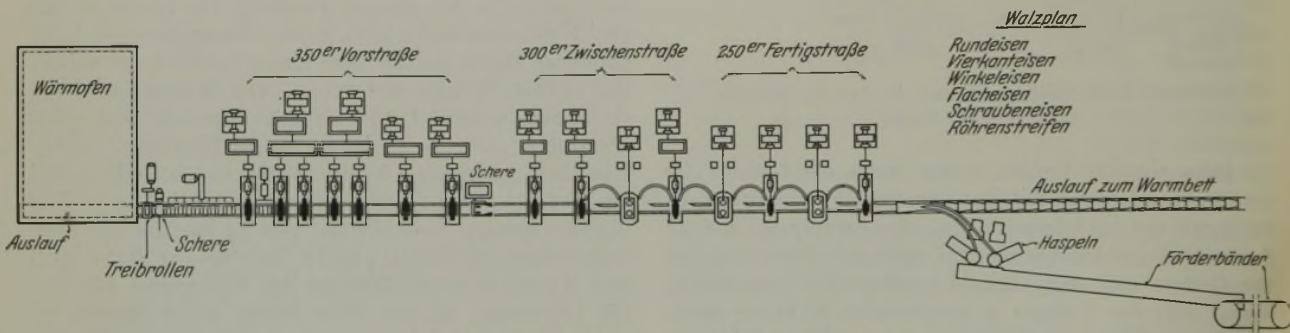 Walzplan
Rundeisen
Vierkanteisen
Winkeleisen
Flacheisen
Schraubeneisen
Röhrenstreifen
350er Vorstraße
300er Zwischenstraße
250er Fertigstraße
Wärmofen
Schere
Auslauf zum Warmbett
Auslauf
Schere
Treibrollen
Haspeln
Förderbänder